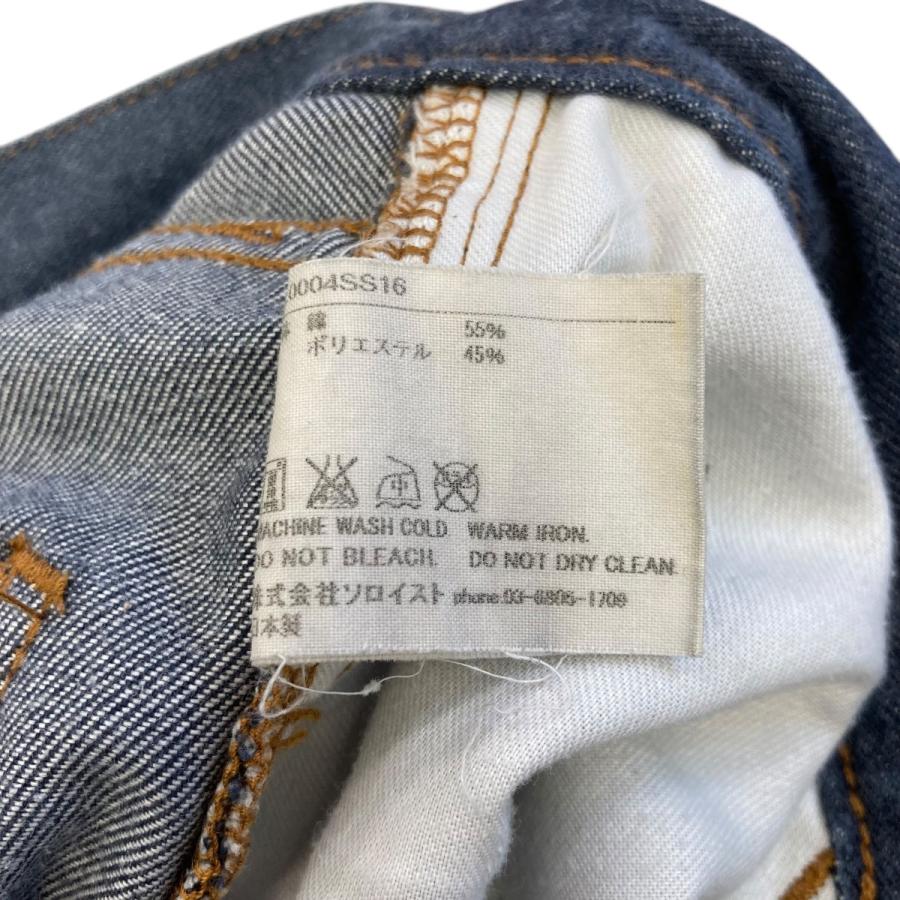 0004SS16
綿 55%
ポリエステル 45%
中
MACHINE WASH COLD WARM IRON.
DO NOT BLEACH. DO NOT DRY CLEAN.
株式会社ソロイスト phone:03-6805-1709
日本製